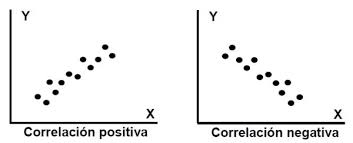 Y
X
Correlación positiva
Y
X
Correlación negativa